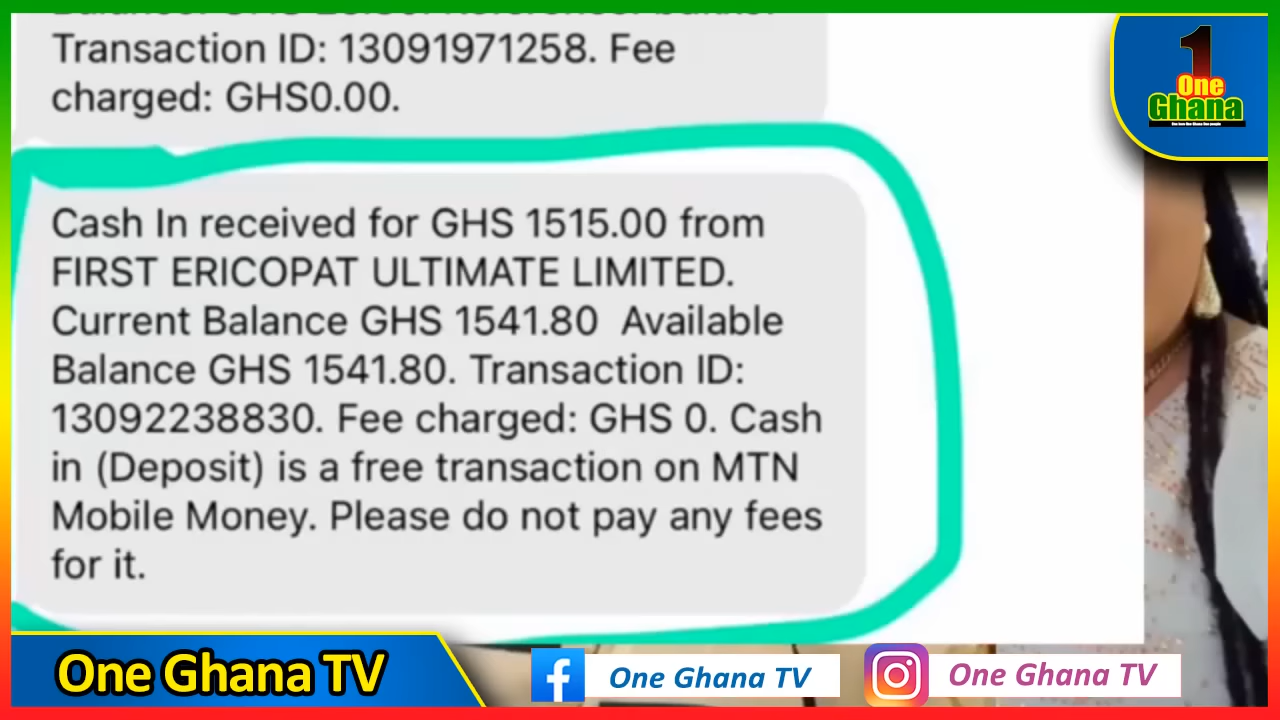 Transaction ID: 13091971258. Fee
charged: GHS0.00.
Cash In received for GHS 1515.00 from
FIRST ERICOPAT ULTIMATE LIMITED.
Current Balance GHS 1541.80 Available
Balance GHS 1541.80. Transaction ID:
13092238830. Fee charged: GHS 0. Cash
in (Deposit) is a free transaction on MTN
Mobile Money. Please do not pay any fees
for it.
1
One
Ghana
One Ghana TV
One Ghana TV
One Ghana TV